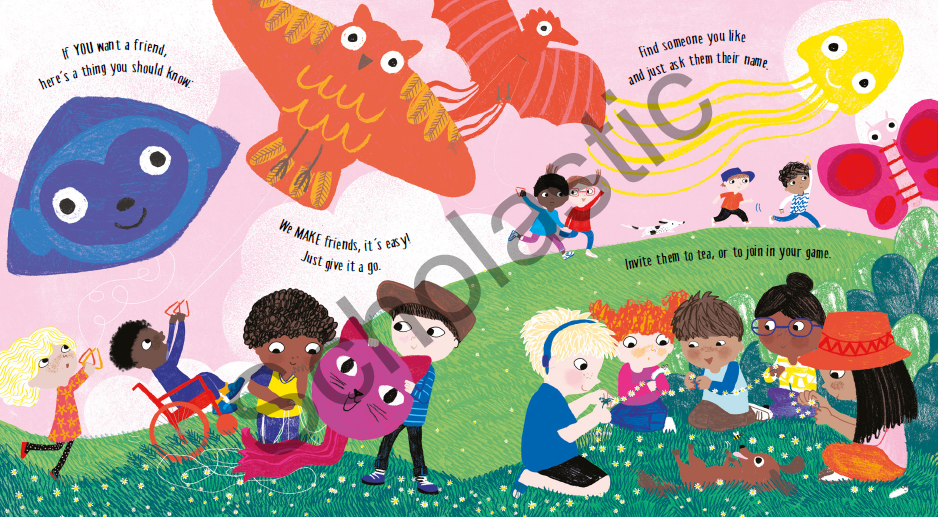 If YOU want a friend,
here's a thing you should know:
We MAKE friends, it's easy!
Just give it a go.
Find someone you like
and just ask them their name.
Invite them to tea, or to join in your game.
scholastic